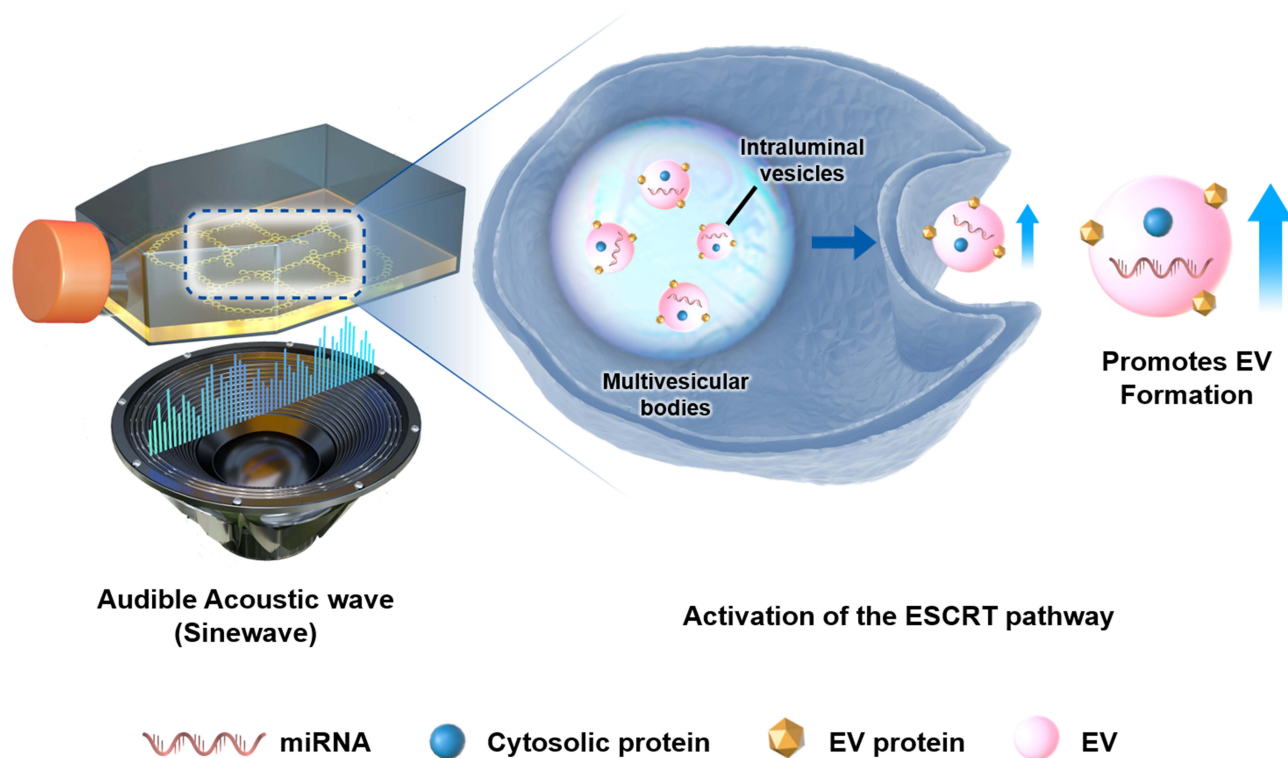 Intraluminal
vesicles
Multivesicular
bodies
Promotes EV
Formation
Audible Acoustic wave
(Sinewave)
Activation of the ESCRT pathway
miRNA
Cytosolic protein
EV protein
EV